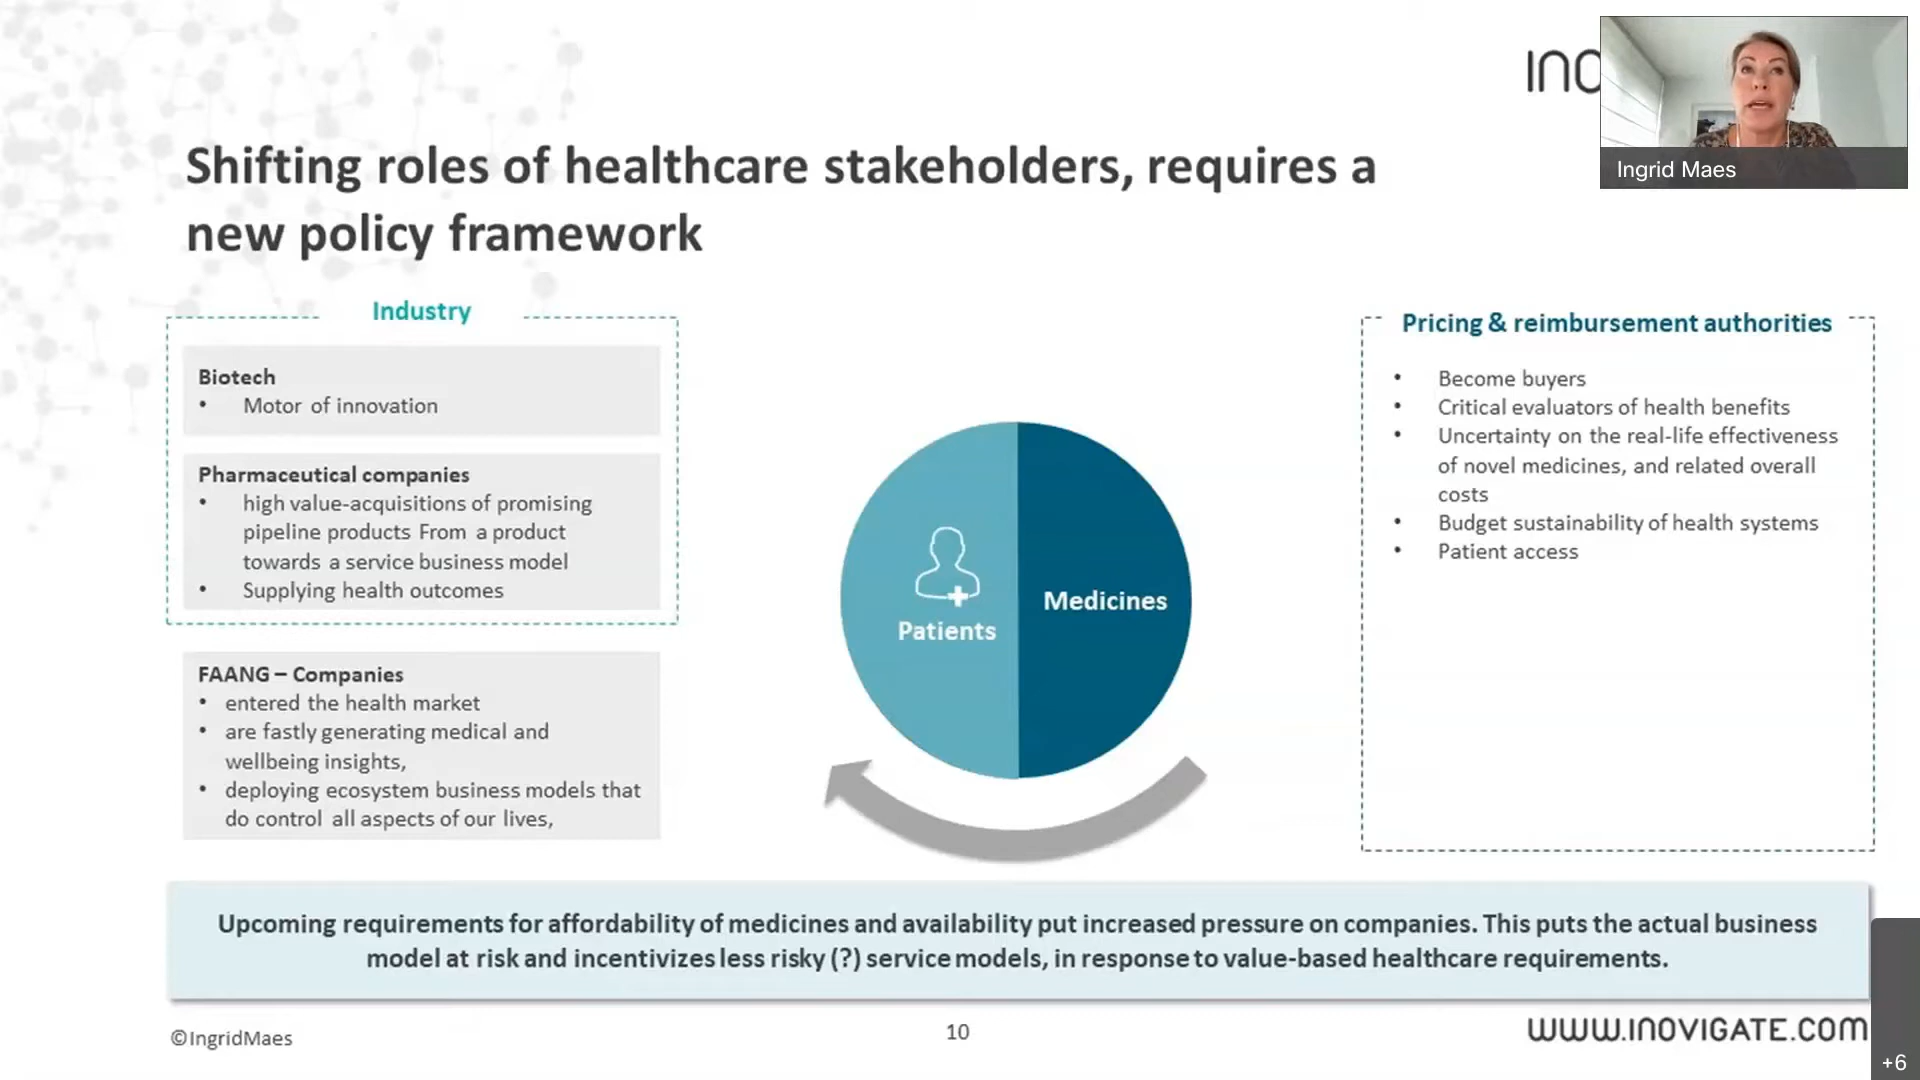 INO
Ingrid Maes
Shifting roles of healthcare stakeholders, requires a
new policy framework
Industry
Biotech
• Motor of innovation
Pharmaceutical companies
• high value-acquisitions of promising
pipeline products From a product
towards a service business model
• Supplying health outcomes
FAANG – Companies
• entered the health market
• are fastly generating medical and
wellbeing insights,
• deploying ecosystem business models that
do control all aspects of our lives,
Patients
Medicines
Pricing & reimbursement authorities
• Become buyers
• Critical evaluators of health benefits
• Uncertainty on the real-life effectiveness
of novel medicines, and related overall
costs
• Budget sustainability of health systems
• Patient access
Upcoming requirements for affordability of medicines and availability put increased pressure on companies. This puts the actual business
model at risk and incentivizes less risky (?) service models, in response to value-based healthcare requirements.
©IngridMaes
10
WWW.INOVIGATE.COM
+6